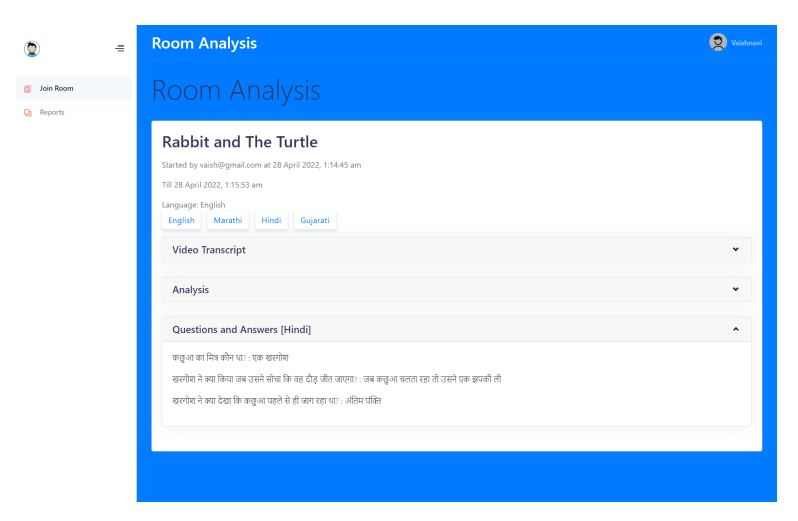 Room Analysis
Vaishnavi
Join Room
Reports
Room Analysis
Rabbit and The Turtle
Started by vaish@gmail.com at 28 April 2022, 1:14:45 am
Till 28 April 2022, 1:15:53 am
Language: English
English Marathi Hindi Gujarati
Video Transcript
Analysis
Questions and Answers [Hindi]
कछुआ का मित्र कौन था? : एक खरगोश
खरगोश ने क्या किया जब उसने सोचा कि वह दौड़ जीत जाएगा? : जब कछुआ चलता रहा तो उसने एक झपकी ली
खरगोश ने क्या देखा कि कछुआ पहले से ही जाग रहा था? : अंतिम पंक्ति